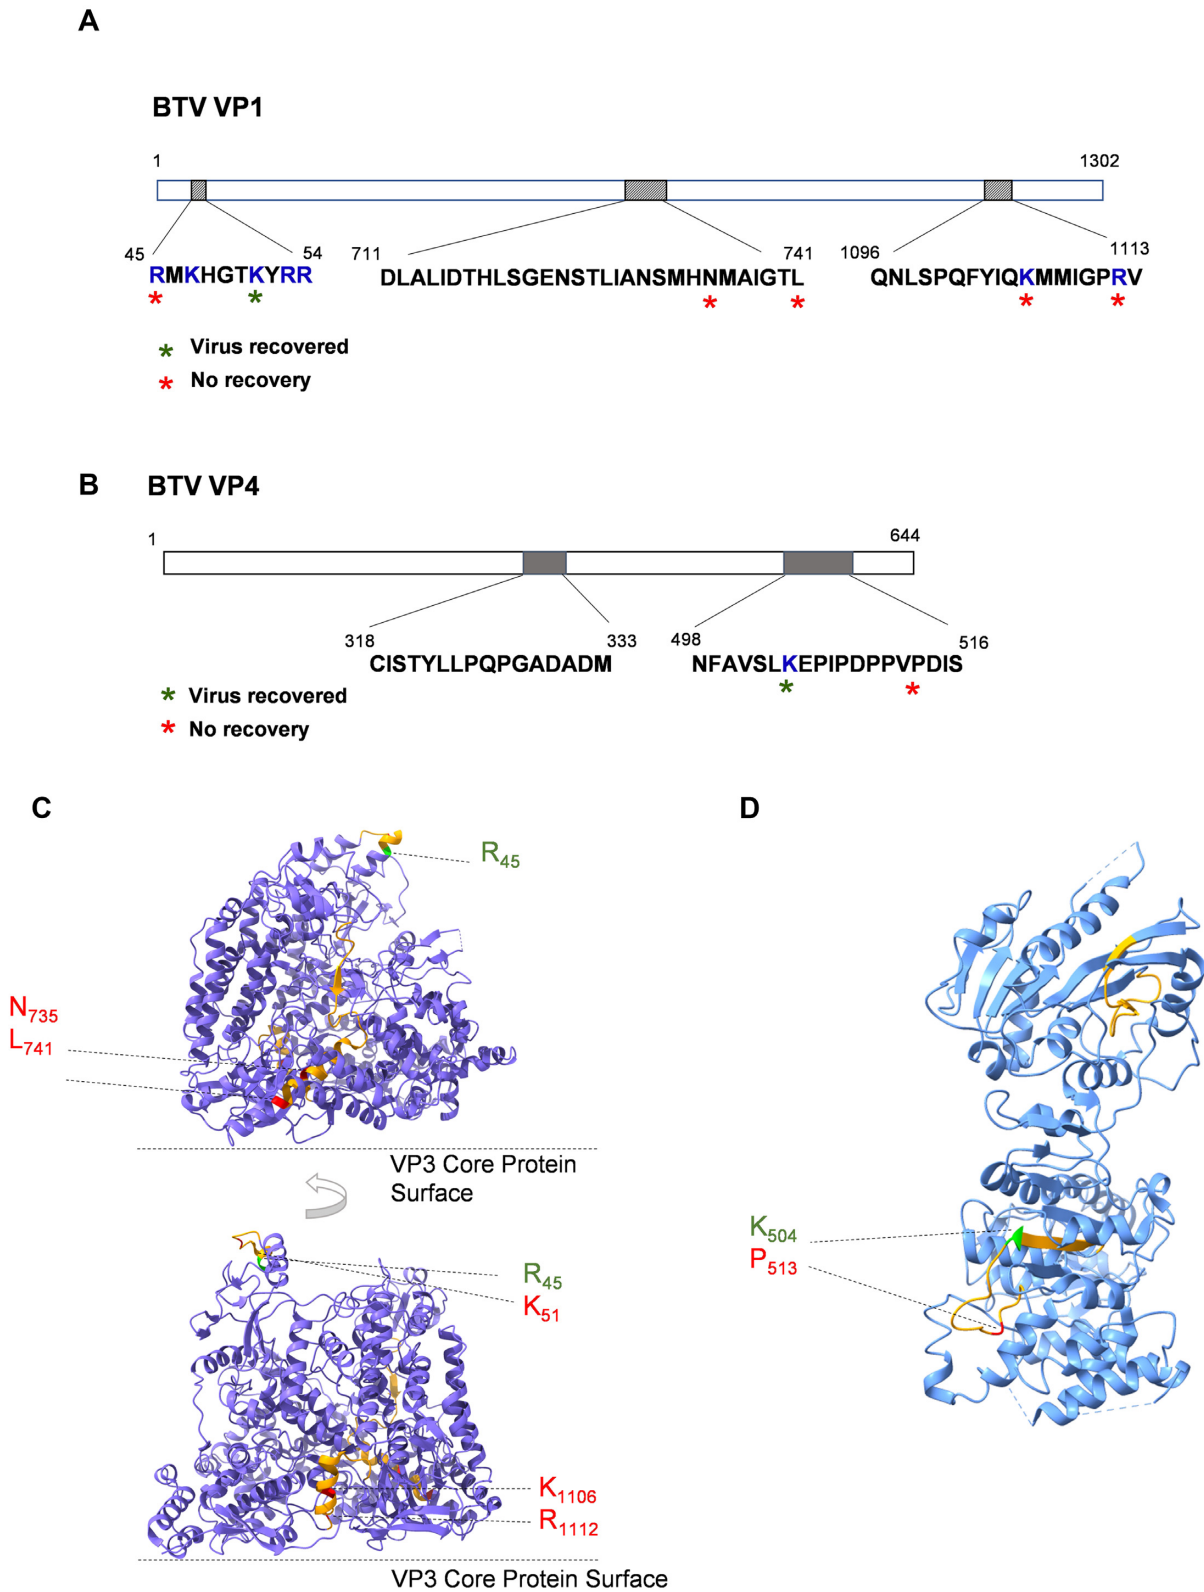 A
BTV VP1
1 1302
45 54 711 741 1096 1113
RMKHGTKYRR DLALIDTHLSGENSTLIANSMHNMAIGTL QNLSPQFYIQKMMIGPRV
* * * * * *
* Virus recovered
* No recovery
B BTV VP4
1 644
318 333 498 516
CISTYLLPQPGADADM NFAVSLKEPIPDPPVPDIS
* *
* Virus recovered
* No recovery
C D
R45
N735
L741
VP3 Core Protein
Surface
K504
P513
R45
K51
K1106
R1112
VP3 Core Protein Surface